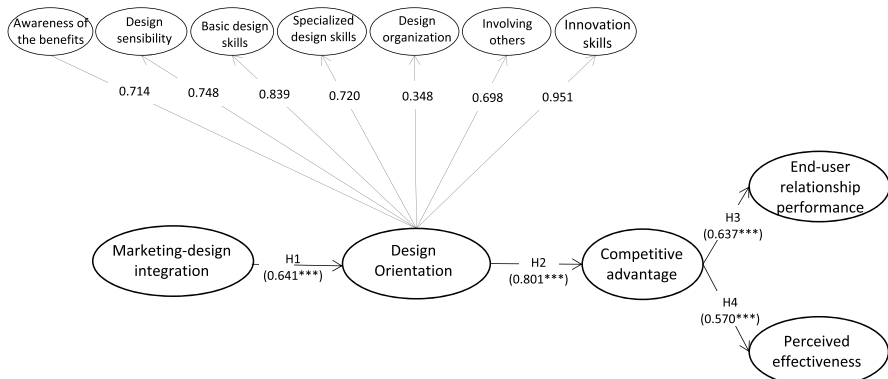 Awareness of
the benefits
Design
sensibility
Basic design
skills
Specialized
design skills
Design
organization
Involving
others
Innovation
skills
0.714
0.748
0.839
0.720
0.348
0.698
0.951
Marketing-design
integration
H1
(0.641***)
Design
Orientation
H2
(0.801***)
Competitive
advantage
H3
(0.637***)
End-user
relationship
performance
H4
(0.570***)
Perceived
effectiveness